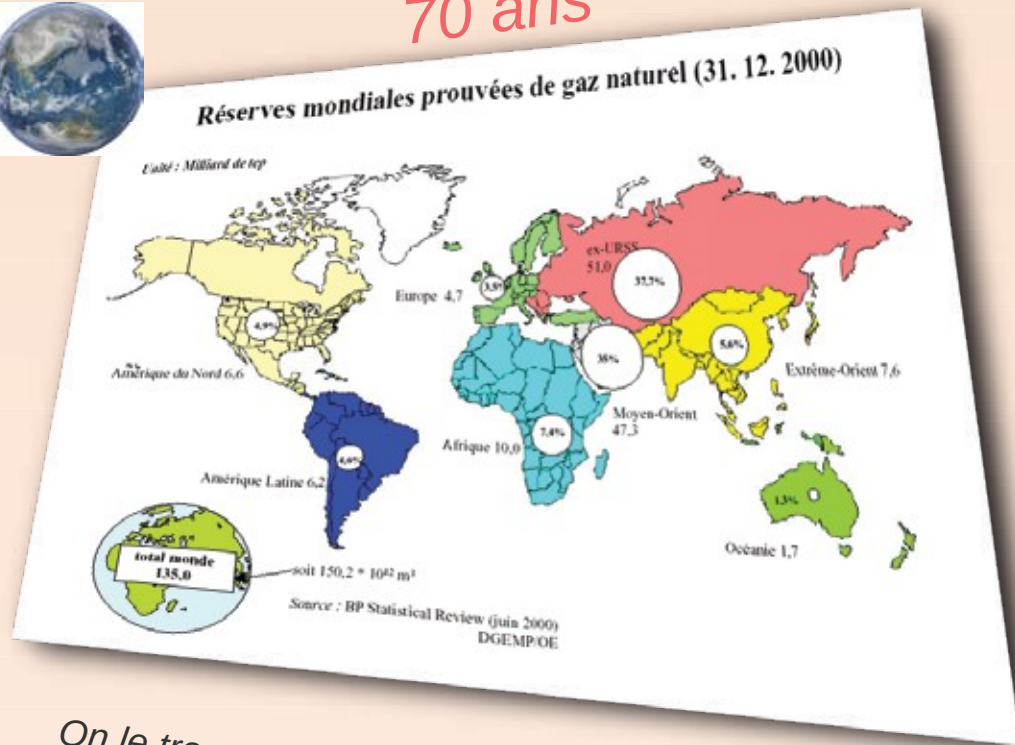 70 ans
Réserves mondiales prouvées de gaz naturel (31. 12. 2000)
Unité : Milliard de tep
ex-URSS
51,0
37,7%
Europe 4,7
3,5%
4,9%
Amérique du Nord 6,6
35%
5,6%
Extrême-Orient 7,6
Moyen-Orient
47,3
Afrique 10,0
7,4%
Amérique Latine 6,2
4,6%
1,3%
Océanie 1,7
total monde
135,0
soit 150,2 * 10¹² m³
Source : BP Statistical Review (juin 2000)
DGEMP/OE
On le